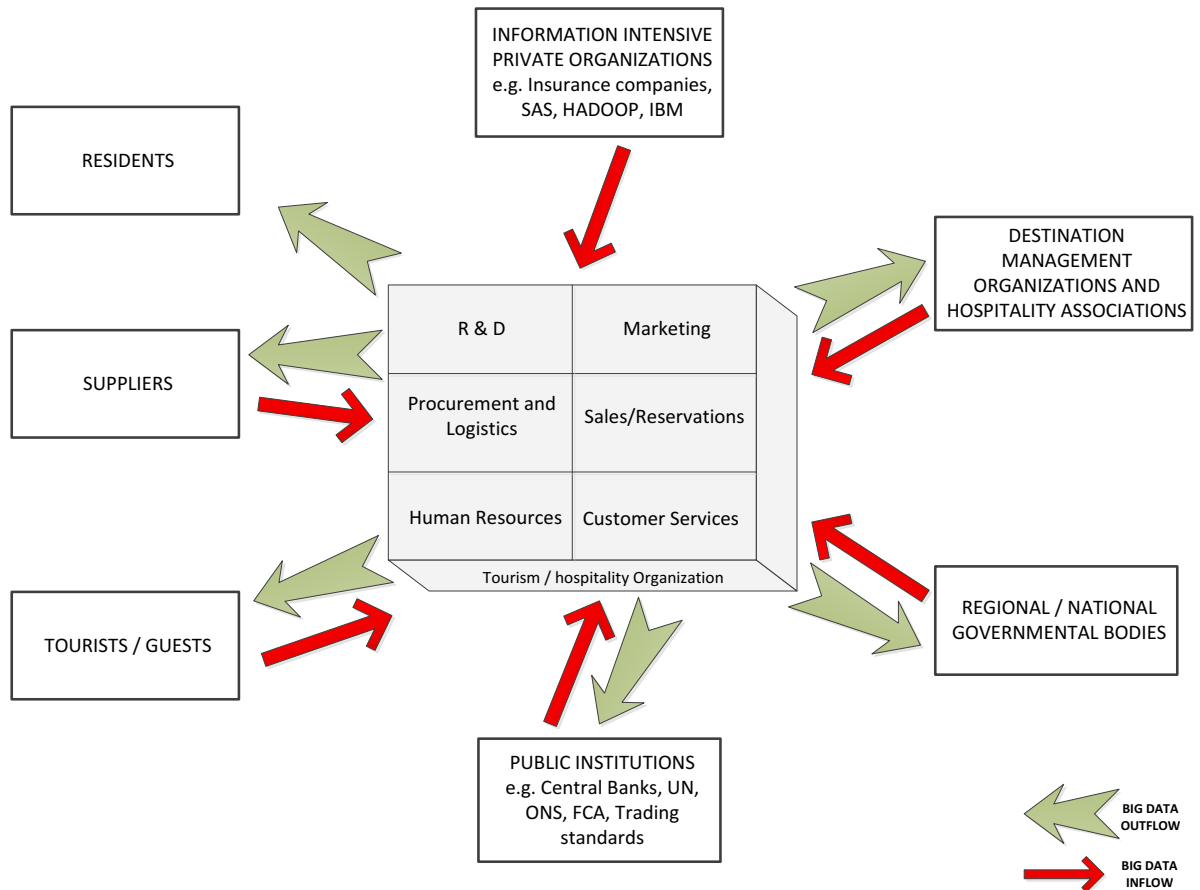 INFORMATION INTENSIVE
PRIVATE ORGANIZATIONS
e.g. Insurance companies,
SAS, HADOOP, IBM
RESIDENTS
DESTINATION
MANAGEMENT
ORGANIZATIONS AND
HOSPITALITY ASSOCIATIONS
SUPPLIERS
R & D
Marketing
Procurement and
Logistics
Sales/Reservations
Human Resources
Customer Services
Tourism / hospitality Organization
TOURISTS / GUESTS
REGIONAL / NATIONAL
GOVERNMENTAL BODIES
PUBLIC INSTITUTIONS
e.g. Central Banks, UN,
ONS, FCA, Trading
standards
BIG DATA
OUTFLOW
BIG DATA
INFLOW